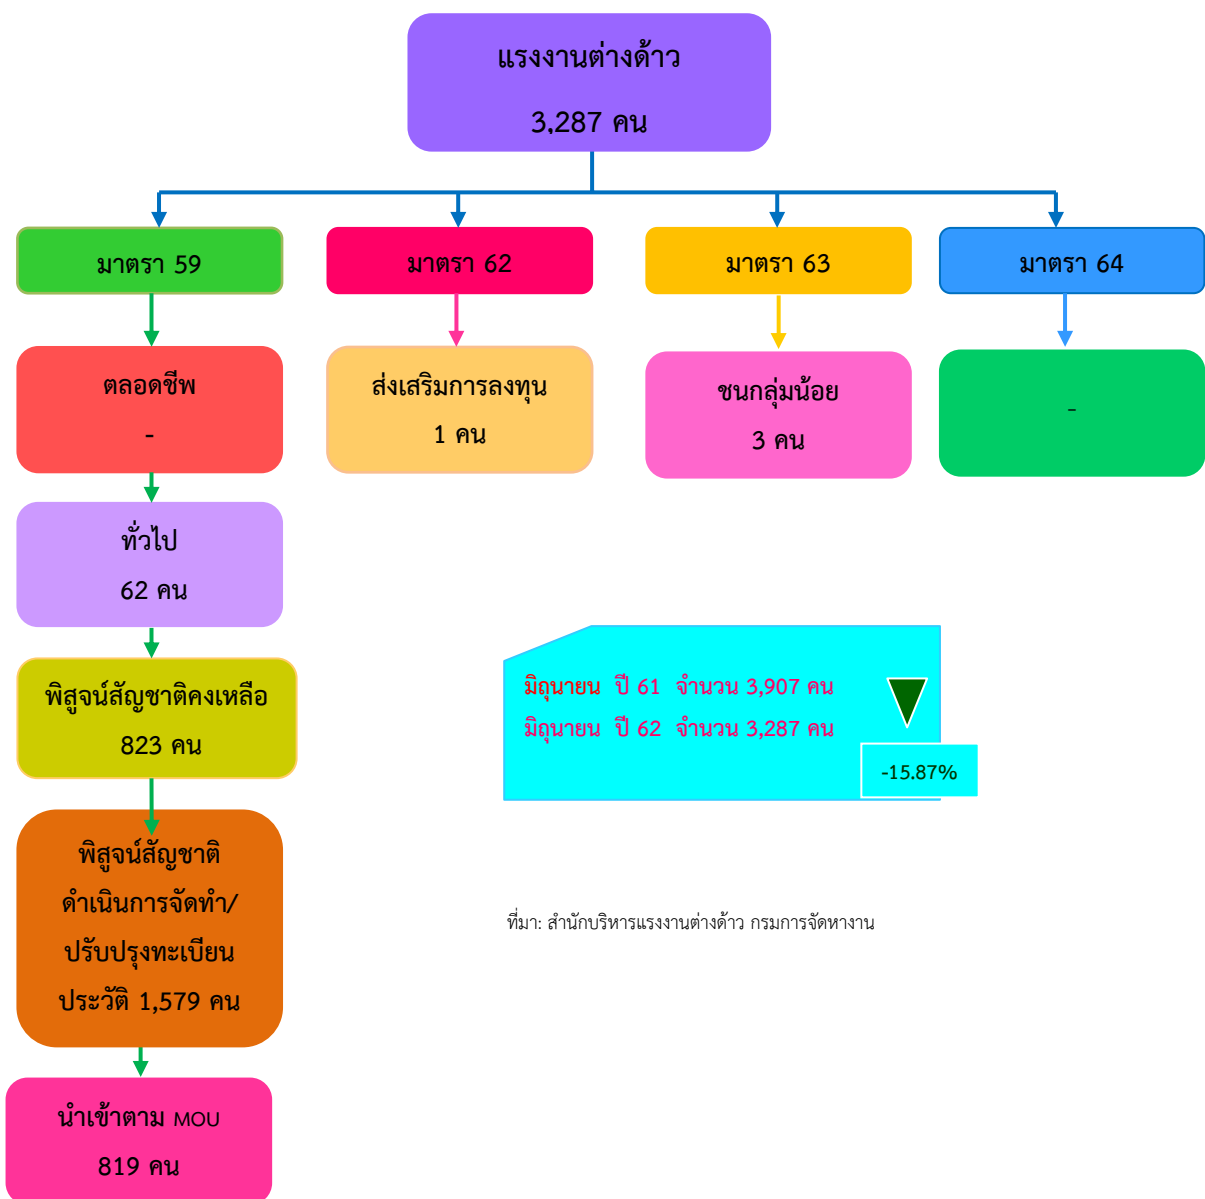 แรงงานต่างด้าว
3,287 คน
มาตรา 59
มาตรา 62
มาตรา 63
มาตรา 64
ตลอดชีพ
-
ส่งเสริมการลงทุน
1 คน
ชนกลุ่มน้อย
3 คน
-
ทั่วไป
62 คน
พิสูจน์สัญชาติคงเหลือ
823 คน
มิถุนายน ปี 61 จำนวน 3,907 คน
มิถุนายน ปี 62 จำนวน 3,287 คน
-15.87%
พิสูจน์สัญชาติ
ดำเนินการจัดทำ/
ปรับปรุงทะเบียน
ประวัติ 1,579 คน
ที่มา: สำนักบริหารแรงงานต่างด้าว กรมการจัดหางาน
นำเข้าตาม MOU
819 คน